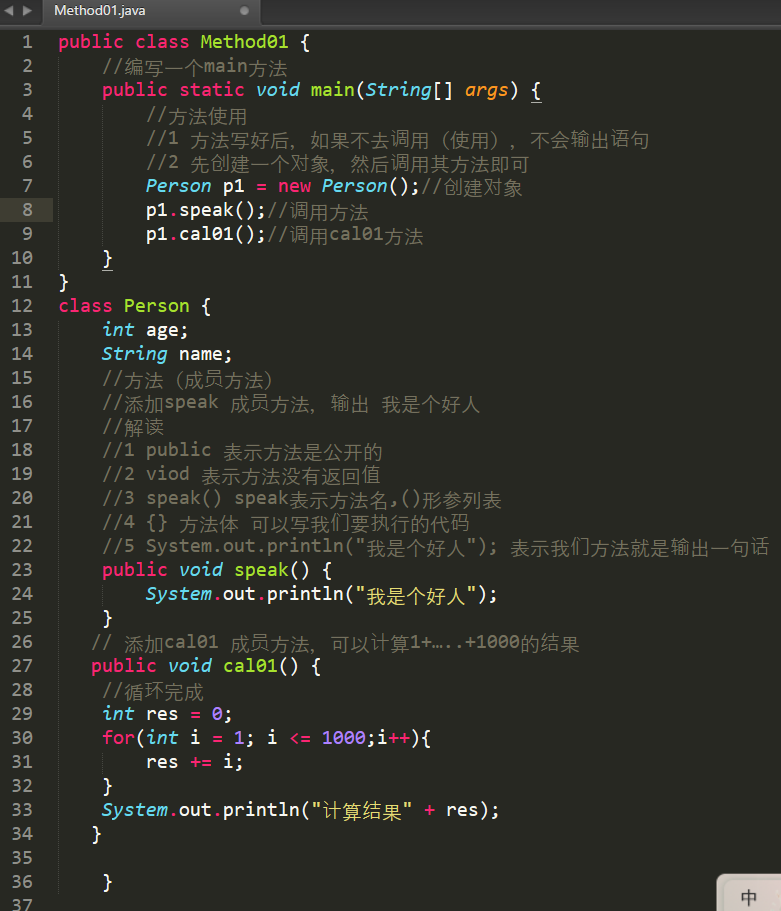 Method01.java
1 public class Method01 {
2 //编写一个main方法
3 public static void main(String[] args) {
4 //方法使用
5 //1 方法写好后，如果不去调用（使用），不会输出语句
6 //2 先创建一个对象，然后调用其方法即可
7 Person p1 = new Person();//创建对象
8 p1.speak();//调用方法
9 p1.cal01();//调用cal01方法
10 }
11 }
12 class Person {
13 int age;
14 String name;
15 //方法（成员方法）
16 //添加speak 成员方法，输出 我是个好人
17 //解读
18 //1 public 表示方法是公开的
19 //2 viod 表示方法没有返回值
20 //3 speak() speak表示方法名,()形参列表
21 //4 {} 方法体 可以写我们要执行的代码
22 //5 System.out.println("我是个好人"); 表示我们方法就是输出一句话
23 public void speak() {
24 System.out.println("我是个好人");
25 }
26 // 添加cal01 成员方法，可以计算1+…..+1000的结果
27 public void cal01() {
28 //循环完成
29 int res = 0;
30 for(int i = 1; i <= 1000;i++){
31 res += i;
32 }
33 System.out.println("计算结果" + res);
34 }
35
36 }
37
中